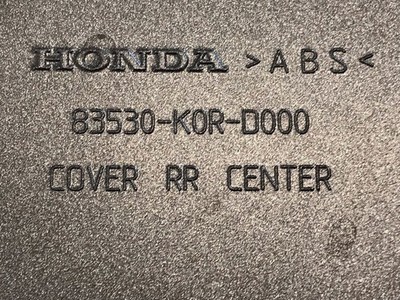 HONDA >ABS<
83530-K0R-D000
COVER RR CENTER